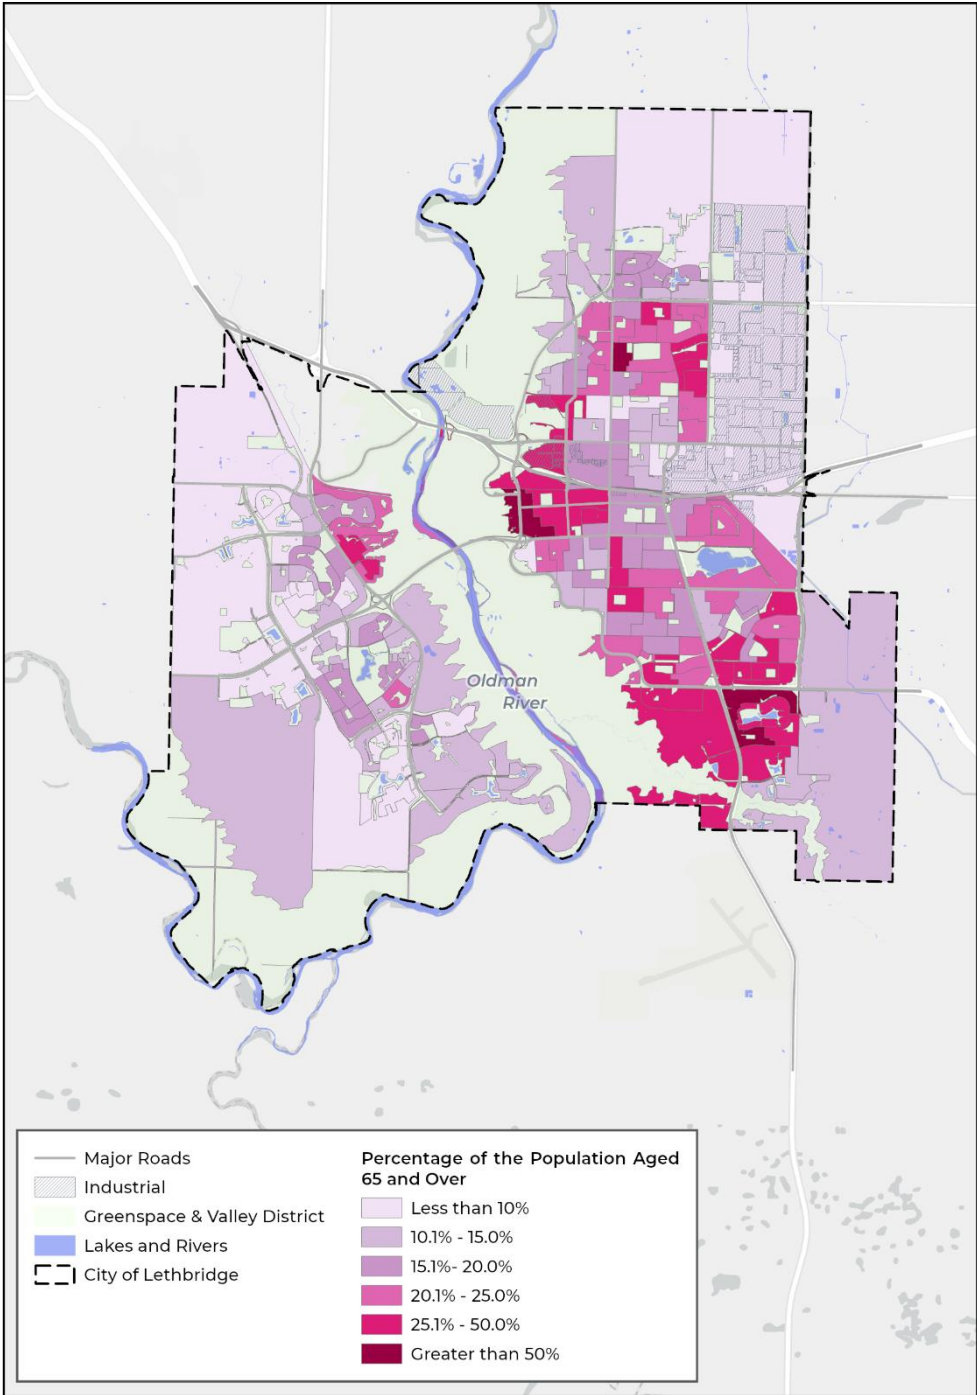 Oldman
River
Major Roads
Industrial
Greenspace & Valley District
Lakes and Rivers
City of Lethbridge
Percentage of the Population Aged
65 and Over
Less than 10%
10.1% - 15.0%
15.1%- 20.0%
20.1% - 25.0%
25.1% - 50.0%
Greater than 50%